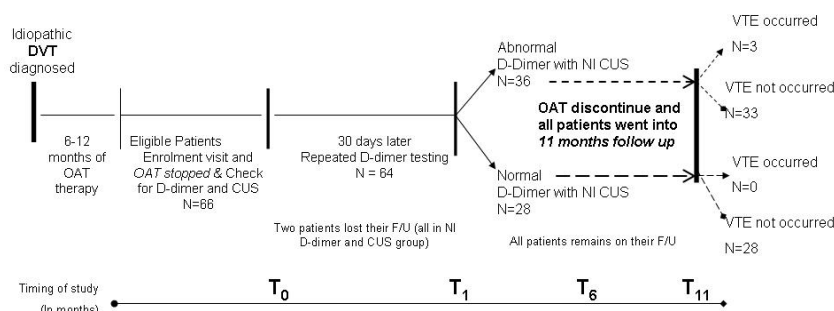 Idiopathic
DVT
diagnosed
6-12
months of
OAT
therapy
Eligible Patients
Enrolment visit and
OAT stopped & Check
for D-dimer and CUS
N=66
30 days later
Repeated D-dimer testing
N = 64
Two patients lost their F/U (all in NI
D-dimer and CUS group)
Abnormal
D-Dimer with NI CUS
N=36
OAT discontinue and
all patients went into
11 months follow up
Normal
D-Dimer with NI CUS
N=28
All patients remains on their F/U
VTE occurred
N=3
VTE not occurred
N=33
VTE occurred
N=0
VTE not occurred
N=28
Timing of study
(In months)
T0
T1
T6
T11